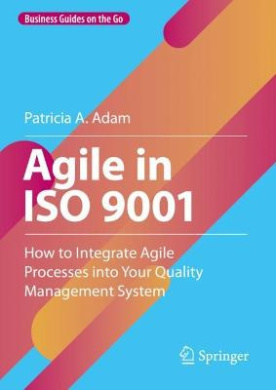 Business Guides on the Go
Patricia A. Adam
Agile in
ISO 9001
How to Integrate Agile
Processes into Your Quality
Management System
Springer